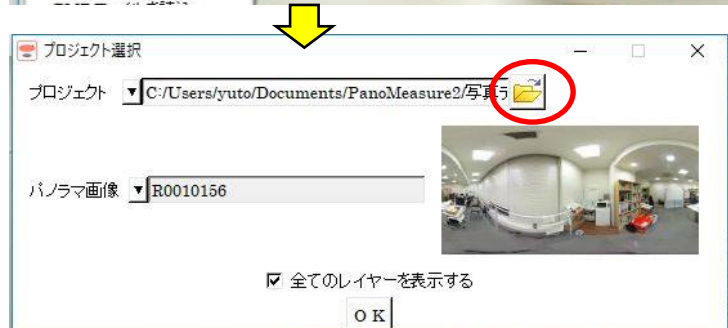 プロジェクト選択
プロジェクト ▼ C:/Users/yuto/Documents/PanoMeasure2/写真
パノラマ画像 ▼ R0010156
全てのレイヤーを表示する
O K